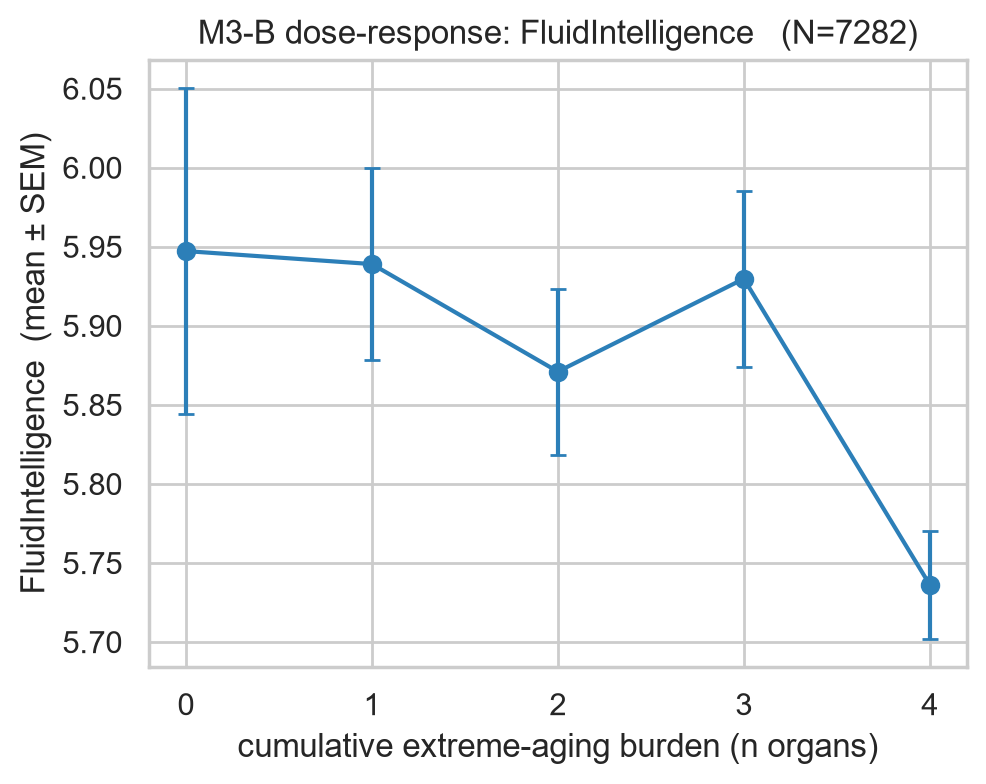 M3-B dose-response: FluidIntelligence (N=7282)
FluidIntelligence (mean ± SEM)
6.05
6.00
5.95
5.90
5.85
5.80
5.75
5.70
0 1 2 3 4
cumulative extreme-aging burden (n organs)